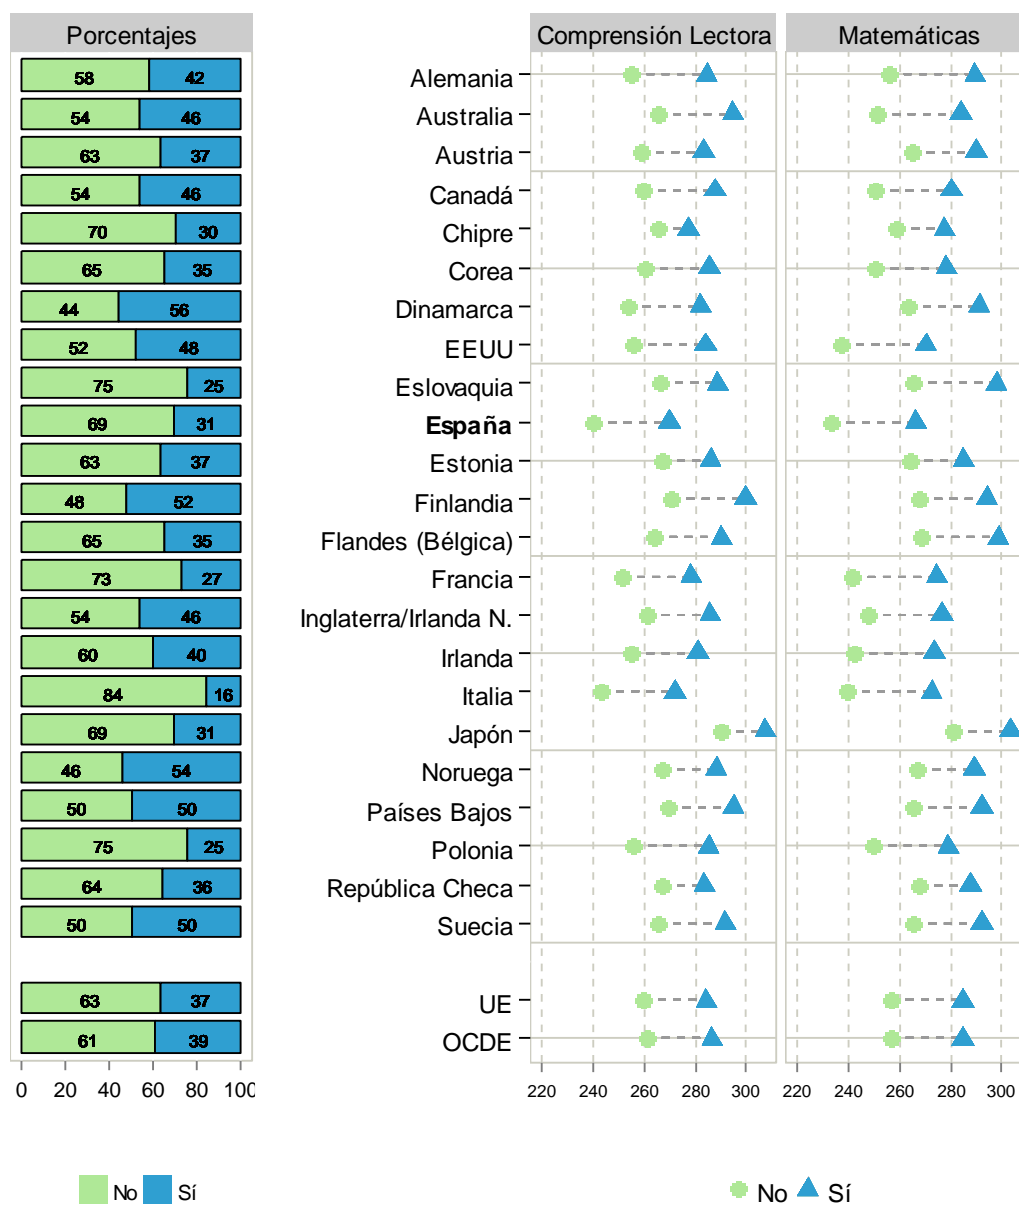 Porcentajes Comprensión Lectora Matemáticas
58 42 Alemania
54 46 Australia
63 37 Austria
54 46 Canadá
70 30 Chipre
65 35 Corea
44 56 Dinamarca
52 48 EEUU
75 25 Eslovaquia
69 31 España
63 37 Estonia
48 52 Finlandia
65 35 Flandes (Bélgica)
73 27 Francia
54 46 Inglaterra/Irlanda N.
60 40 Irlanda
84 16 Italia
69 31 Japón
46 54 Noruega
50 50 Países Bajos
75 25 Polonia
64 36 República Checa
50 50 Suecia
63 37 UE
61 39 OCDE
0 20 40 60 80 100 220 240 260 280 300 220 240 260 280 300
No Sí No Sí